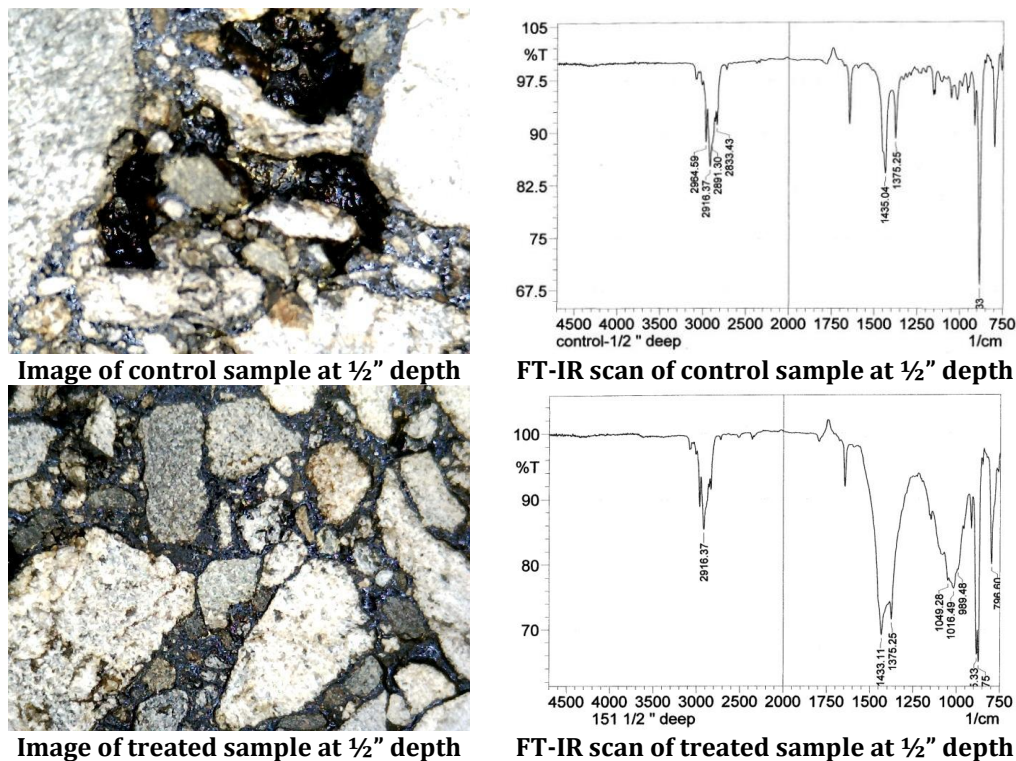 105
%T
97.5
90
82.5
75
67.5
2964.59
2916.37
2891.30
2833.43
1435.04
1375.25
33
4500 4000 3500 3000 2500 2000 1750 1500 1250 1000 750
control-1/2 " deep 1/cm
Image of control sample at ½” depth
FT-IR scan of control sample at ½” depth
100
%T
90
80
70
2916.37
1433.11
1375.25
1049.28
1016.49
989.48
5.33
75
796.60
4500 4000 3500 3000 2500 2000 1750 1500 1250 1000 750
151 1/2 " deep 1/cm
Image of treated sample at ½” depth
FT-IR scan of treated sample at ½” depth